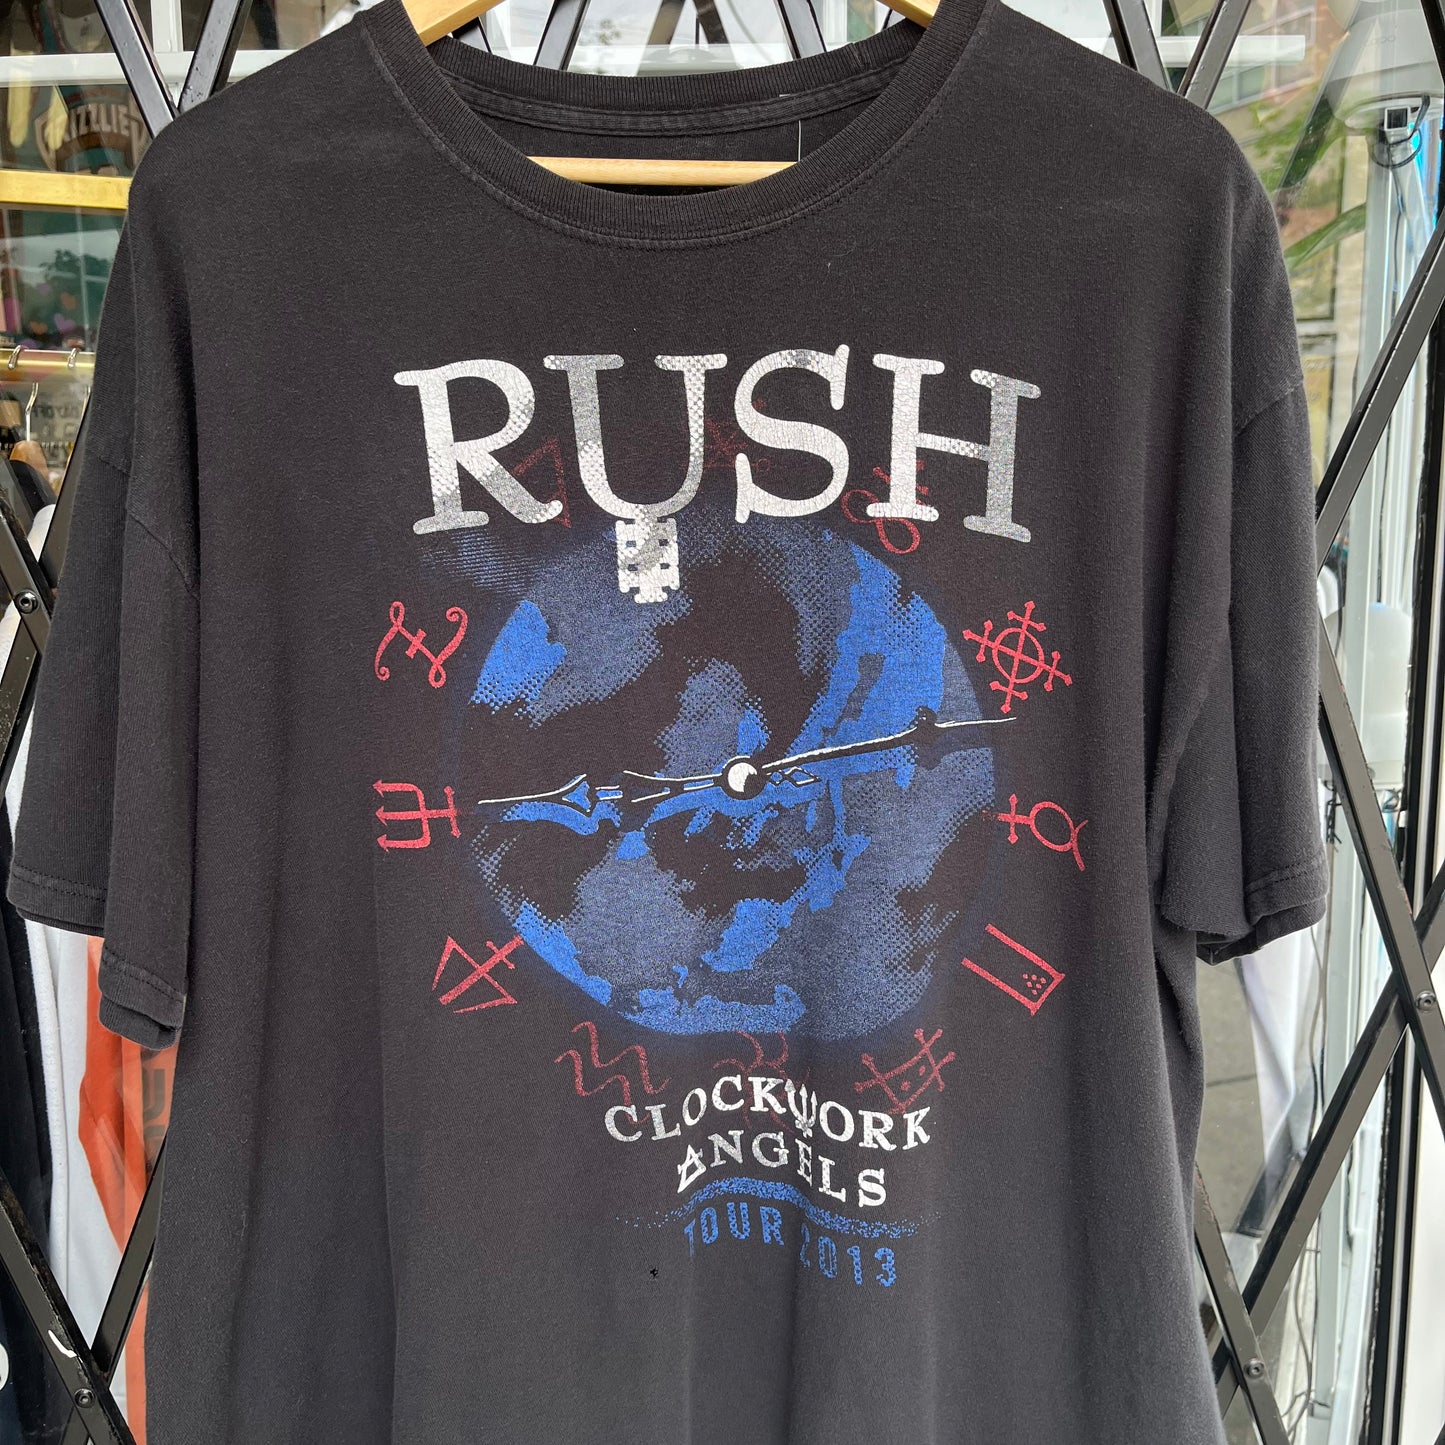 RUSH
CLOCKWORK
ANGELS
TOUR 2013